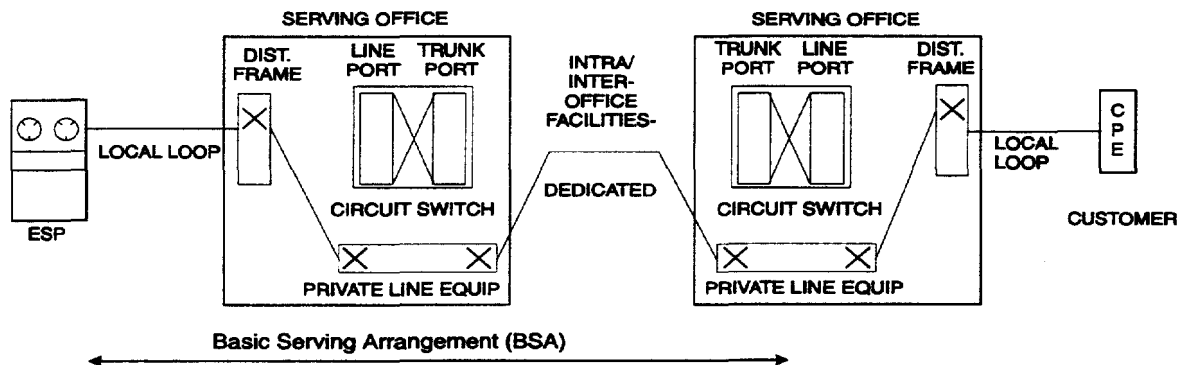 SERVING OFFICE
SERVING OFFICE
DIST.
FRAME
LINE
PORT
TRUNK
PORT
INTRA/
INTER-
OFFICE
FACILITIES-
TRUNK
PORT
LINE
PORT
DIST.
FRAME
C
P
E
LOCAL LOOP
LOCAL
LOOP
DEDICATED
CIRCUIT SWITCH
CIRCUIT SWITCH
ESP
CUSTOMER
PRIVATE LINE EQUIP
PRIVATE LINE EQUIP
Basic Serving Arrangement (BSA)